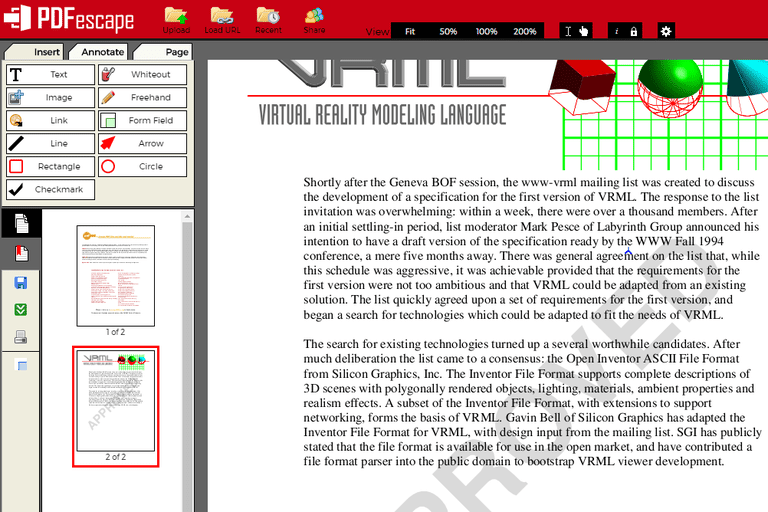 PDFescape
Upload
Load URL
Recent
Share
View
Fit
50%
100%
200%
Insert
Annotate
Page
Text
Whiteout
Image
Freehand
Link
Form Field
Line
Arrow
Rectangle
Circle
Checkmark
1 of 2
2 of 2
VRML
VIRTUAL REALITY MODELING LANGUAGE
Shortly after the Geneva BOF session, the www-vrml mailing list was created to discuss
the development of a specification for the first version of VRML. The response to the list
invitation was overwhelming: within a week, there were over a thousand members. After
an initial settling-in period, list moderator Mark Pesce of Labyrinth Group announced his
intention to have a draft version of the specification ready by the WWW Fall 1994
conference, a mere five months away. There was general agreement on the list that, while
this schedule was aggressive, it was achievable provided that the requirements for the
first version were not too ambitious and that VRML could be adapted from an existing
solution. The list quickly agreed upon a set of requirements for the first version, and
began a search for technologies which could be adapted to fit the needs of VRML.
The search for existing technologies turned up a several worthwhile candidates. After
much deliberation the list came to a consensus: the Open Inventor ASCII File Format
from Silicon Graphics, Inc. The Inventor File Format supports complete descriptions of
3D scenes with polygonally rendered objects, lighting, materials, ambient properties and
realism effects. A subset of the Inventor File Format, with extensions to support
networking, forms the basis of VRML. Gavin Bell of Silicon Graphics has adapted the
Inventor File Format for VRML, with design input from the mailing list. SGI has publicly
stated that the file format is available for use in the open market, and have contributed a
file format parser into the public domain to bootstrap VRML viewer development.
APPROVED